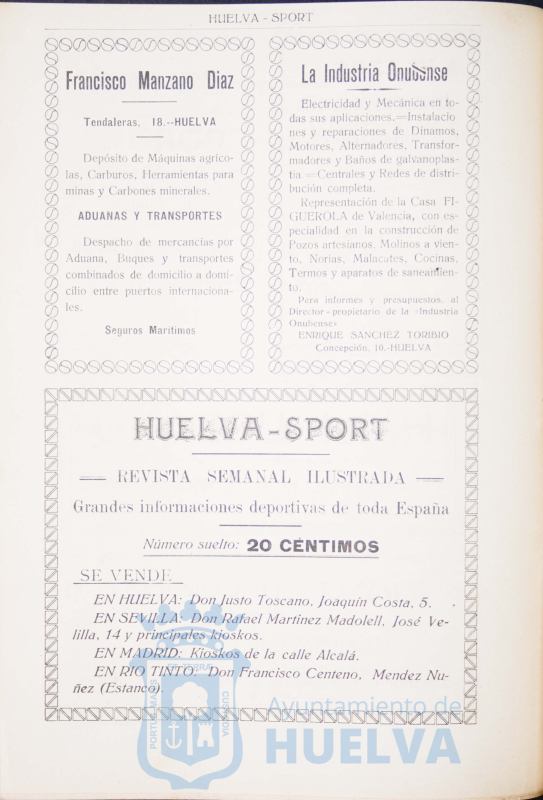 HUELVA - SPORT
Francisco Manzano Diaz
Tendaleras, 18.--HUELVA
Depósito de Máquinas agríco-
las, Carburos, Herramientas para
minas y Carbones minerales.
ADUANAS Y TRANSPORTES
Despacho de mercancías por
Aduana, Buques y transportes
combinados de domicilio a domi-
cilio entre puertos internaciona-
les.
Seguros Marítimos
La Industria Onubense
Electricidad y Mecánica en to-
das sus aplicaciones.=Instalacio
nes y reparaciones de Dinamos,
Motores, Alternadores, Transfor-
madores y Baños de galvanoplas-
tia.=Centrales y Redes de distri-
bución completa.
Representación de la Casa FI-
GUEROLA de Valencia, con es-
pecialidad en la construcción de
Pozos artesianos. Molinos a vien-
to, Norias, Malacates, Cocinas,
Termos y aparatos de saneamien-
to.
Para informes y presupuestos, al
Director-propietario de la «Industria
Onubense»
ENRIQUE SANCHEZ TORIBIO
Concepción, 10.-HUELVA
HUELVA-SPORT
REVISTA SEMANAL ILUSTRADA
Grandes informaciones deportivas de toda España
Número suelto: 20 CÉNTIMOS
SE VENDE
EN HUELVA: Don Justo Toscano, Joaquín Costa, 5.
EN SEVILLA: Don Rafael Martinez Madolell, José Ve-
lilla, 14 y principales kioskos.
EN MADRID: Kioskos de la calle Alcalá.
EN RIO TINTO: Don Francisco Centeno, Mendez Nu-
ñez (Estanco).
PORTUS MARIS ET TERRÆ CUSTODIA
Ayuntamiento de
HUELVA